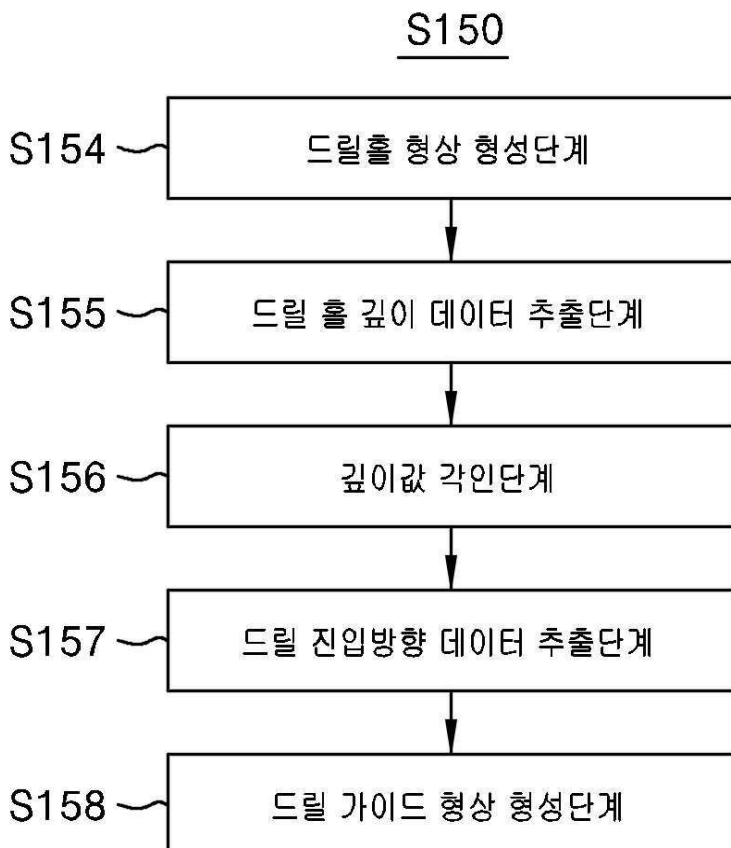 S150
S154 드릴홀 형상 형성단계
S155 드릴 홀 깊이 데이터 추출단계
S156 깊이값 각인단계
S157 드릴 진입방향 데이터 추출단계
S158 드릴 가이드 형상 형성단계